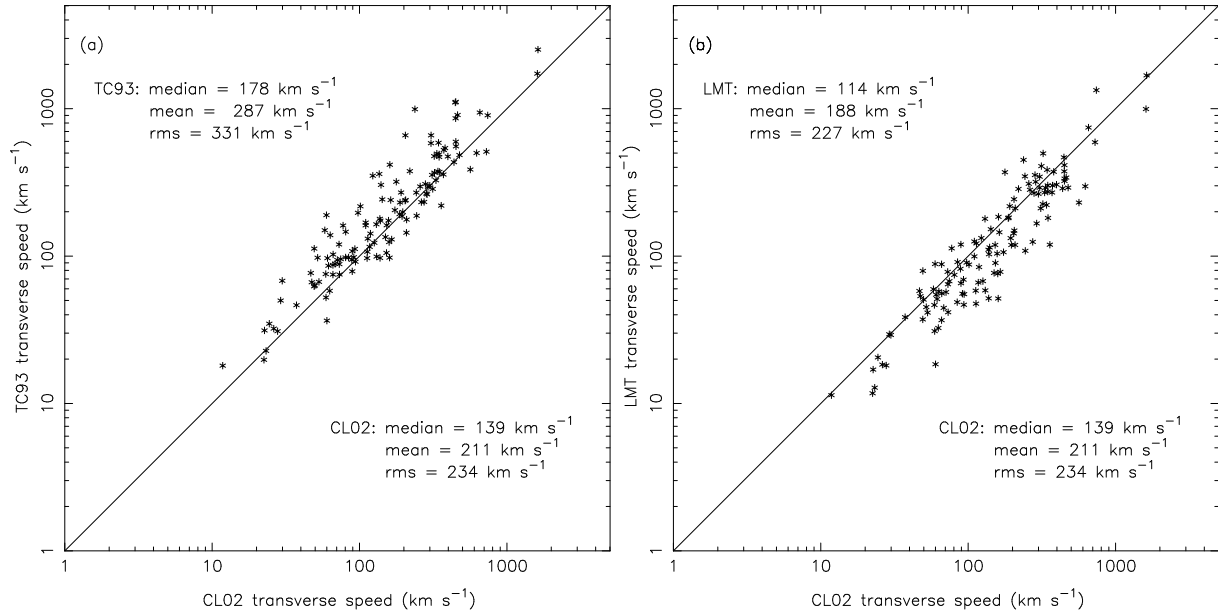 (a)
TC93: median = 178 km s⁻¹
mean = 287 km s⁻¹
rms = 331 km s⁻¹
CL02: median = 139 km s⁻¹
mean = 211 km s⁻¹
rms = 234 km s⁻¹
TC93 transverse speed (km s⁻¹)
1000
100
10
1
1 10 100 1000
CL02 transverse speed (km s⁻¹)
(b)
LMT: median = 114 km s⁻¹
mean = 188 km s⁻¹
rms = 227 km s⁻¹
CL02: median = 139 km s⁻¹
mean = 211 km s⁻¹
rms = 234 km s⁻¹
LMT transverse speed (km s⁻¹)
1000
100
10
1
1 10 100 1000
CL02 transverse speed (km s⁻¹)